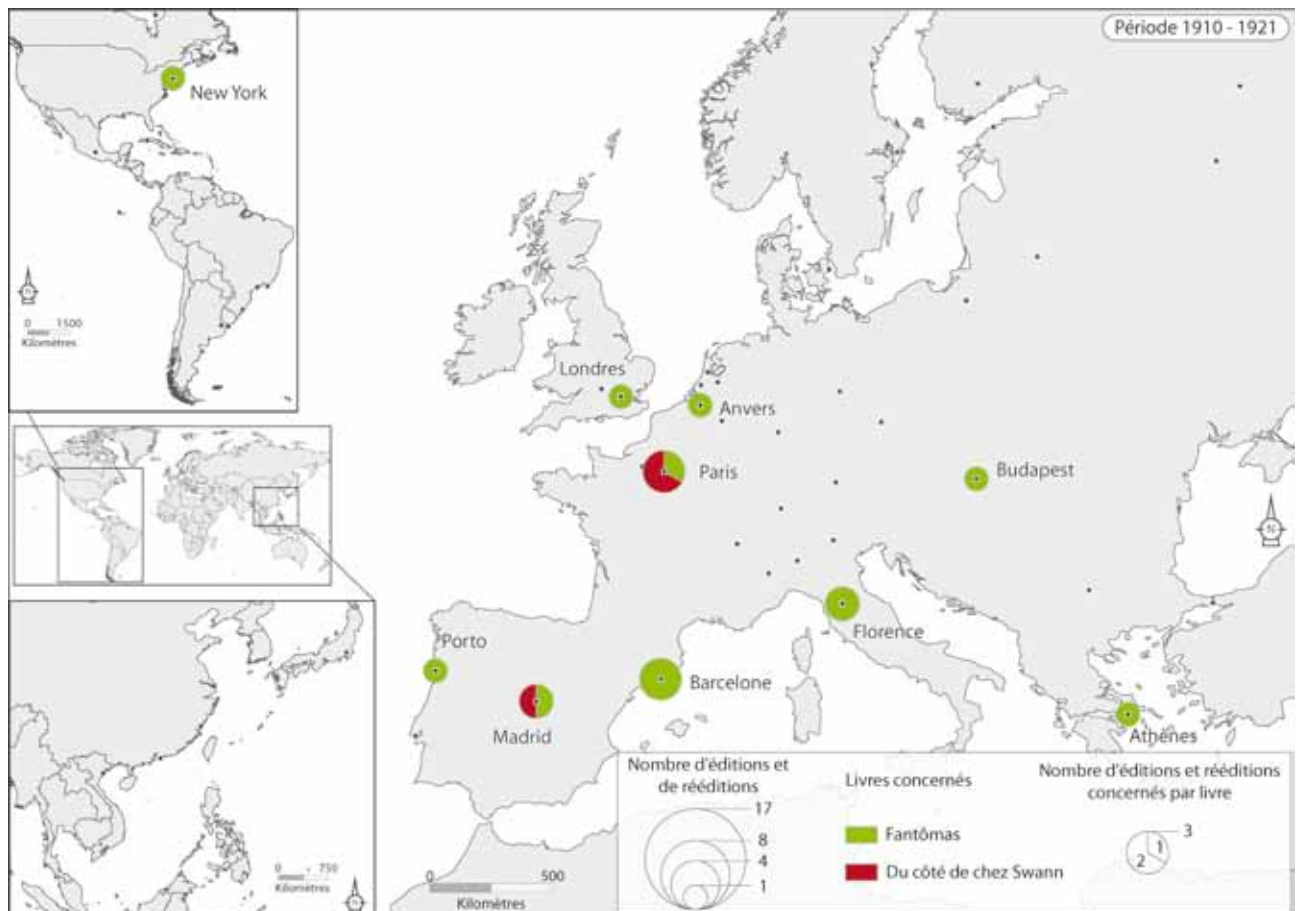 Période 1910 - 1921
New York
N
0 1500
Kilomètres
Londres
Anvers
Paris
Budapest
N
Florence
Porto
Barcelone
Madrid
Athènes
0 750
Kilomètres
N
0 500
Kilomètres
Nombre d'éditions et
de rééditions
17
8
4
1
Livres concernés
Fantômas
Du côté de chez Swann
Nombre d'éditions et rééditions
concernés par livre
3
1
2